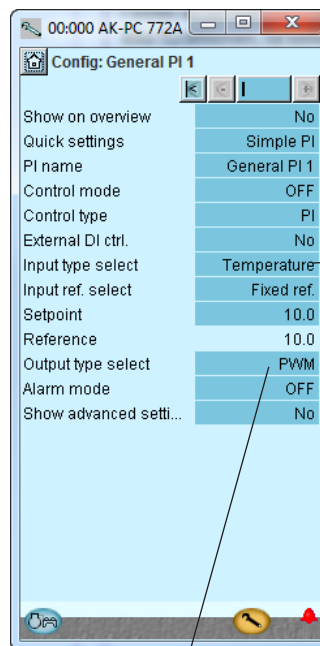 00:000 AK-PC 772A
Config: General PI 1
Show on overview No
Quick settings Simple PI
PI name General PI 1
Control mode OFF
Control type PI
External DI ctrl. No
Input type select Temperature
Input ref. select Fixed ref.
Setpoint 10.0
Reference 10.0
Output type select PWM
Alarm mode OFF
Show advanced setti... No